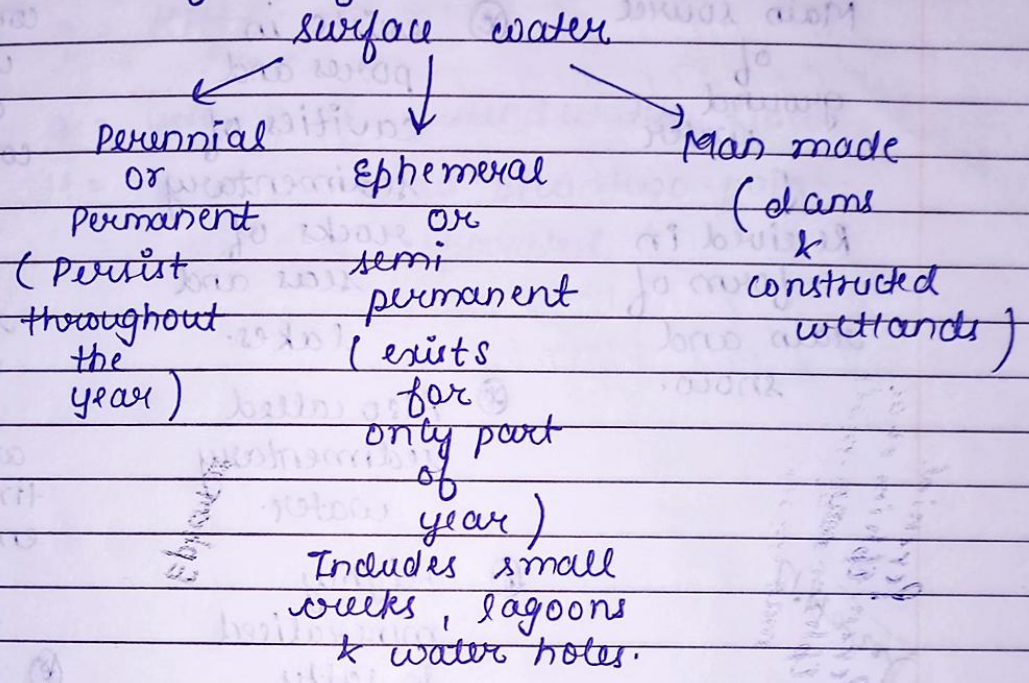 surface water
Perennial
or
Permanent
(Persist
throughout
the
year)
Ephemeral
or
semi
permanent
(exists
for
only part
of
year)
Includes small
creeks, lagoons
& water holes.
Man made
(dams
&
constructed
wetlands)